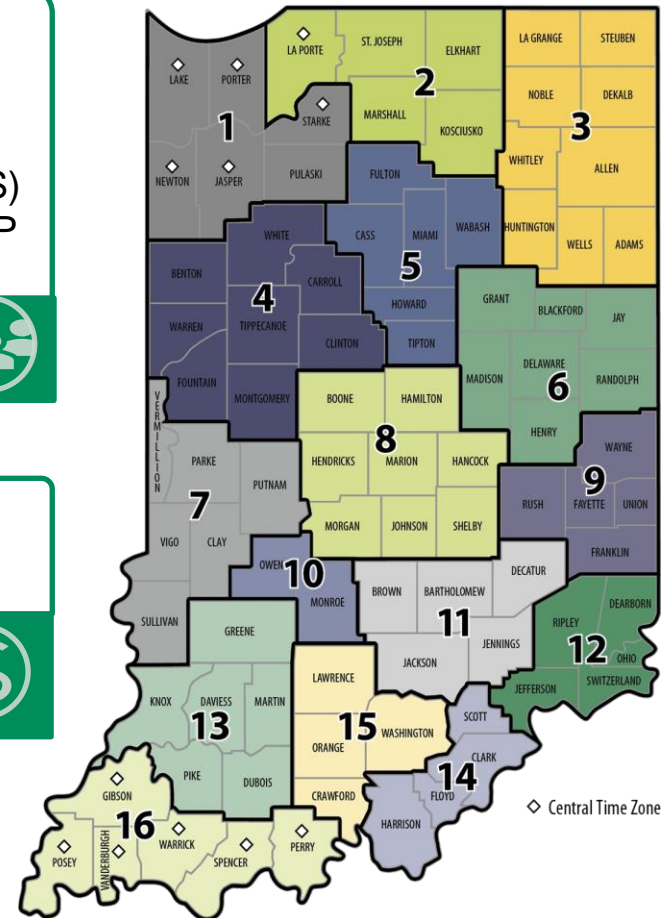 S)
P
S
LAKE
PORTER
1
NEWTON
JASPER
STARKE
PULASKI
LA PORTE
ST. JOSEPH
ELKHART
2
MARSHALL
KOSCIUSKO
LA GRANGE
STEUBEN
NOBLE
DEKALB
3
WHITLEY
ALLEN
HUNTINGTON
WELLS
ADAMS
WHITE
BENTON
CARROLL
4
WARREN
TIPPECANOE
CLINTON
FOUNTAIN
MONTGOMERY
FULTON
CASS
MIAMI
WABASH
5
HOWARD
TIPTON
GRANT
BLACKFORD
JAY
MADISON
DELAWARE
6
RANDOLPH
HENRY
VERMILLION
PARKE
PUTNAM
7
VIGO
CLAY
SULLIVAN
BOONE
HAMILTON
8
HENDRICKS
MARION
HANCOCK
MORGAN
JOHNSON
SHELBY
WAYNE
9
RUSH
FAYETTE
UNION
FRANKLIN
OWEN
10
MONROE
BROWN
BARTHOLOMEW
DECATUR
11
JACKSON
JENNINGS
RIPLEY
DEARBORN
12
OHIO
JEFFERSON
SWITZERLAND
GREENE
KNOX
DAVIESS
MARTIN
13
PIKE
DUBOIS
LAWRENCE
15
ORANGE
WASHINGTON
CRAWFORD
SCOTT
CLARK
14
FLOYD
HARRISON
GIBSON
16
POSEY
VANDERBURGH
WARRICK
SPENCER
PERRY
Central Time Zone